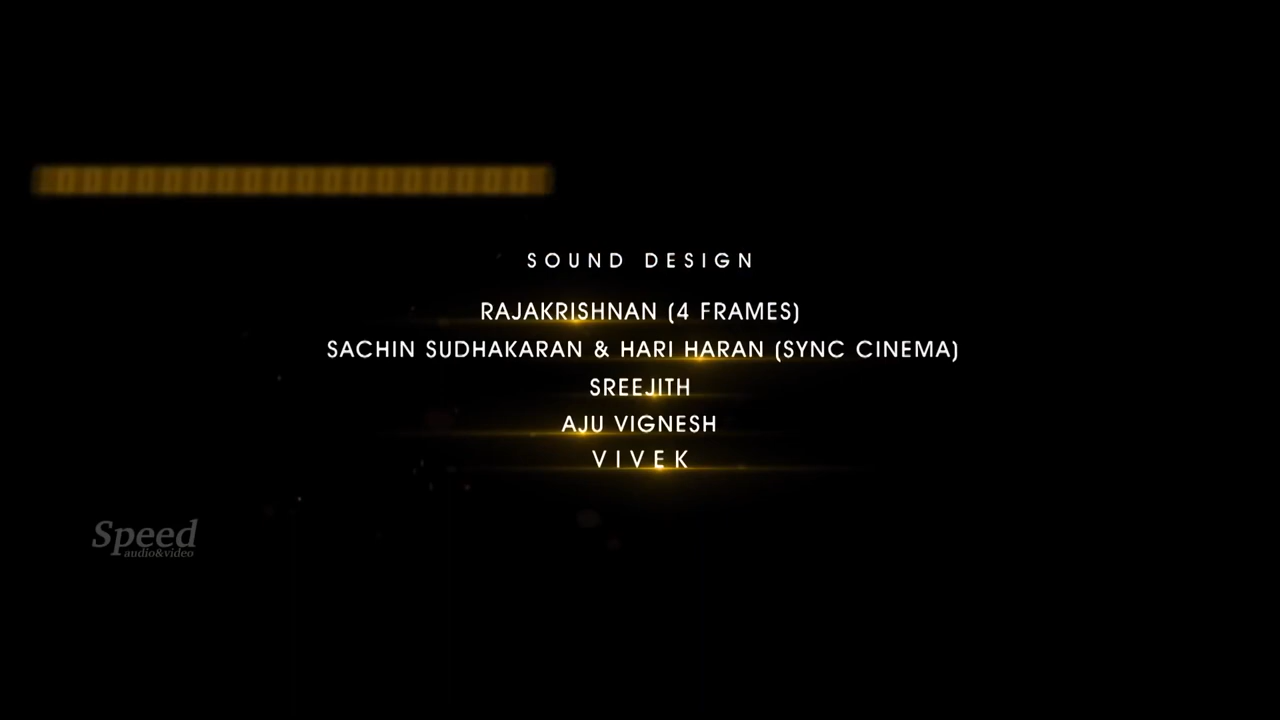 SOUND DESIGN
RAJAKRISHNAN (4 FRAMES)
SACHIN SUDHAKARAN & HARI HARAN (SYNC CINEMA)
SREEJITH
AJU VIGNESH
VIVEK
Speed
audio&video